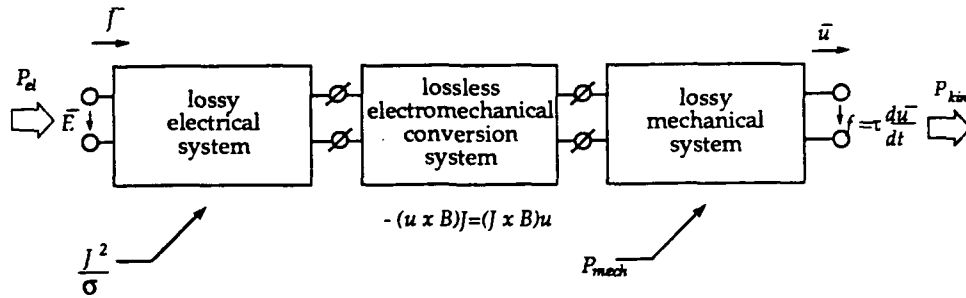 J̅
u̅
P_el
E̅
lossy
electrical
system
lossless
electromechanical
conversion
system
lossy
mechanical
system
f = τ du̅/dt
P_kin
- (u x B)J=(J x B)u
J²/σ
P_mech